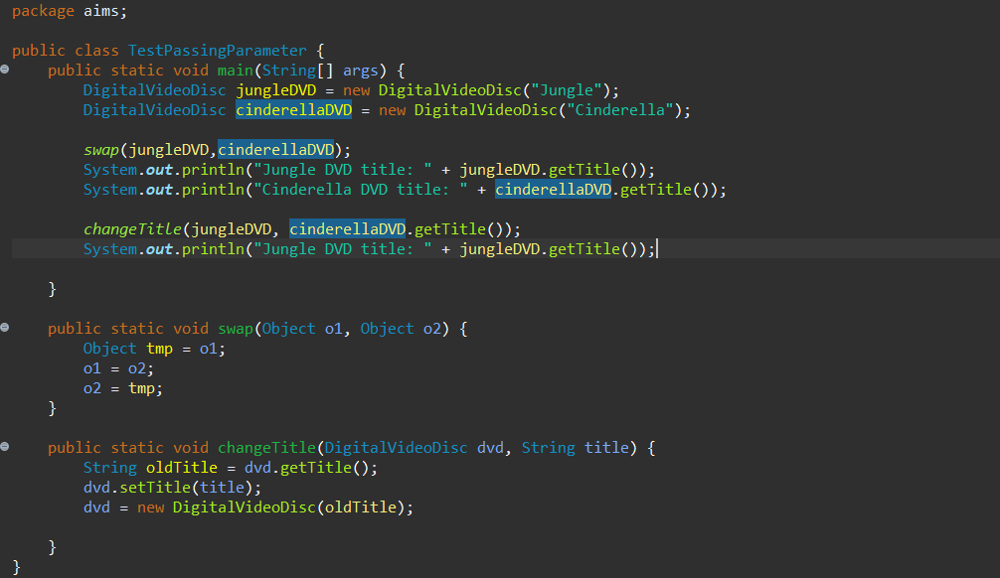 package aims;
public class TestPassingParameter {
public static void main(String[] args) {
DigitalVideoDisc jungleDVD = new DigitalVideoDisc("Jungle");
DigitalVideoDisc cinderellaDVD = new DigitalVideoDisc("Cinderella");
swap(jungleDVD,cinderellaDVD);
System.out.println("Jungle DVD title: " + jungleDVD.getTitle());
System.out.println("Cinderella DVD title: " + cinderellaDVD.getTitle());
changeTitle(jungleDVD, cinderellaDVD.getTitle());
System.out.println("Jungle DVD title: " + jungleDVD.getTitle());
}
public static void swap(Object o1, Object o2) {
Object tmp = o1;
o1 = o2;
o2 = tmp;
}
public static void changeTitle(DigitalVideoDisc dvd, String title) {
String oldTitle = dvd.getTitle();
dvd.setTitle(title);
dvd = new DigitalVideoDisc(oldTitle);
}
}